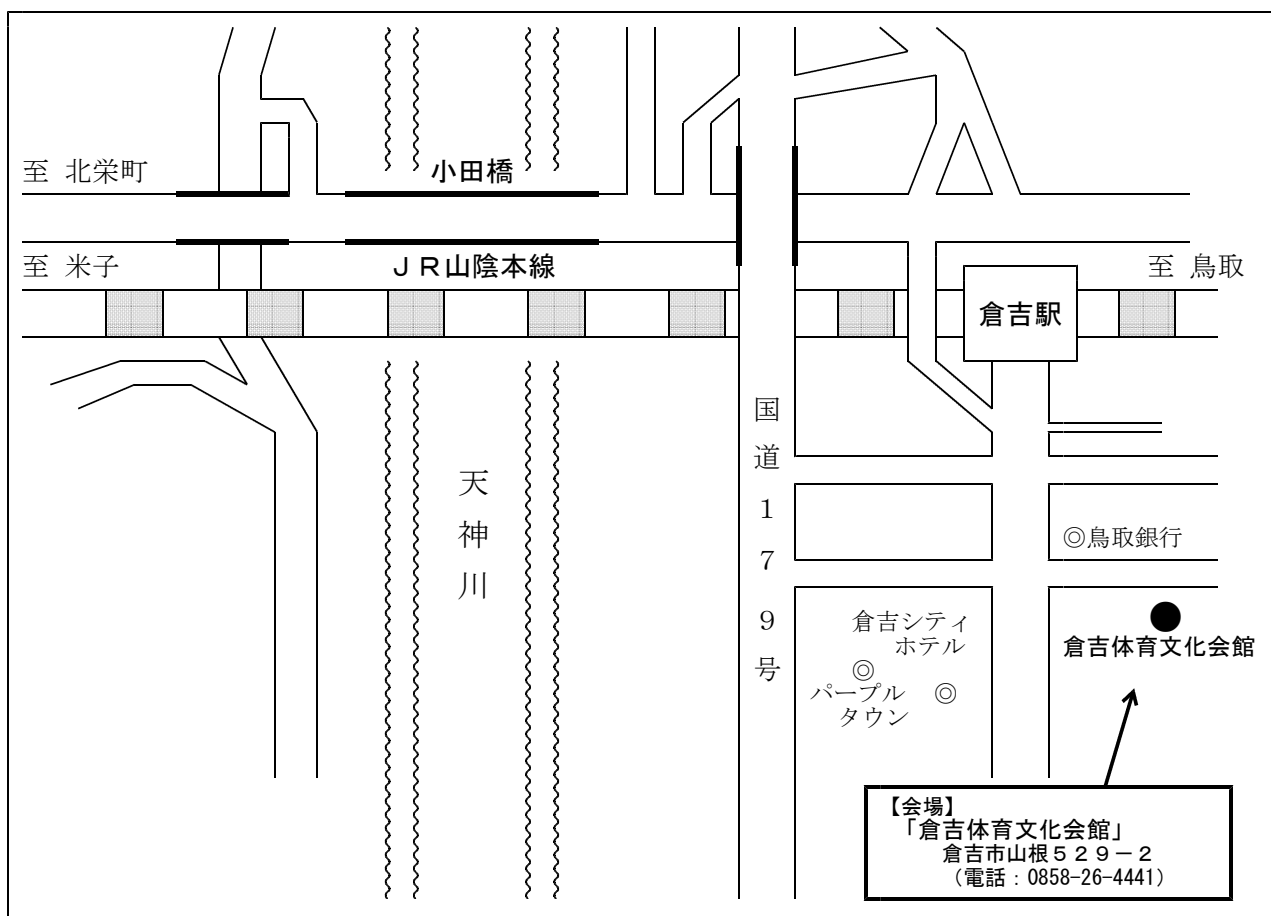 至 北栄町
小田橋
至 米子
ＪＲ山陰本線
至 鳥取
倉吉駅
国道１７９号
天神川
◎鳥取銀行
倉吉シティ
ホテル
◎
パープル ◎
タウン
倉吉体育文化会館
【会場】
「倉吉体育文化会館」
倉吉市山根５２９－２
（電話：0858-26-4441）